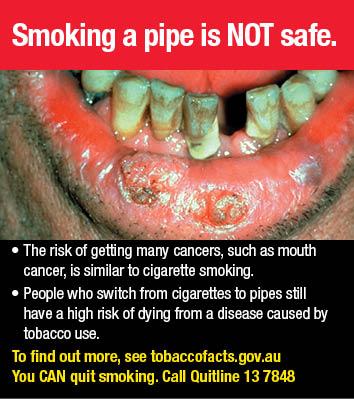 Smoking a pipe is NOT safe.
• The risk of getting many cancers, such as mouth
cancer, is similar to cigarette smoking.
• People who switch from cigarettes to pipes still
have a high risk of dying from a disease caused by
tobacco use.
To find out more, see tobaccofacts.gov.au
You CAN quit smoking. Call Quitline 13 7848